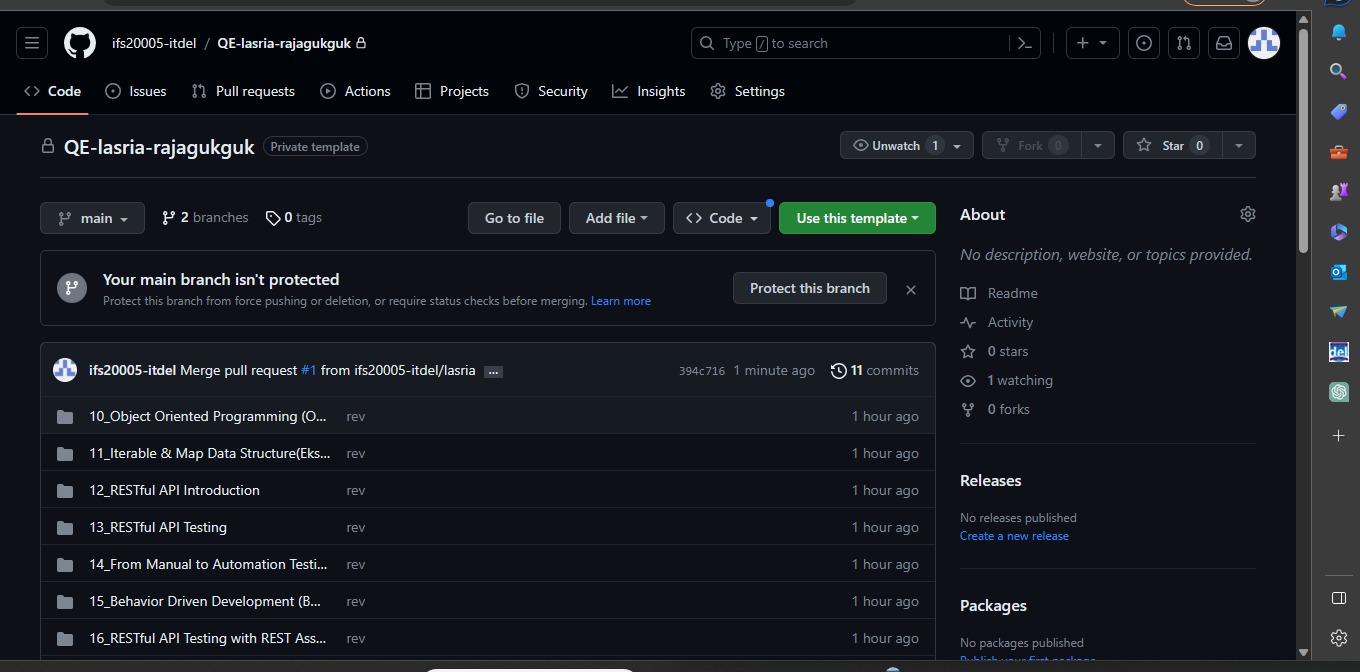 ifs20005-itdel / QE-lasria-rajagukguk
Type / to search
Code
Issues
Pull requests
Actions
Projects
Security
Insights
Settings
QE-lasria-rajagukguk Private template
Unwatch 1
Fork 0
Star 0
main
2 branches
0 tags
Go to file
Add file
<> Code
Use this template
Your main branch isn't protected
Protect this branch from force pushing or deletion, or require status checks before merging. Learn more
Protect this branch
ifs20005-itdel Merge pull request #1 from ifs20005-itdel/lasria ...
394c716 1 minute ago
11 commits
10_Object Oriented Programming (O... rev 1 hour ago
11_Iterable & Map Data Structure(Eks... rev 1 hour ago
12_RESTful API Introduction rev 1 hour ago
13_RESTful API Testing rev 1 hour ago
14_From Manual to Automation Testi... rev 1 hour ago
15_Behavior Driven Development (B... rev 1 hour ago
16_RESTful API Testing with REST Ass... rev 1 hour ago
About
No description, website, or topics provided.
Readme
Activity
0 stars
1 watching
0 forks
Releases
No releases published
Create a new release
Packages
No packages published
Publish your first package
del